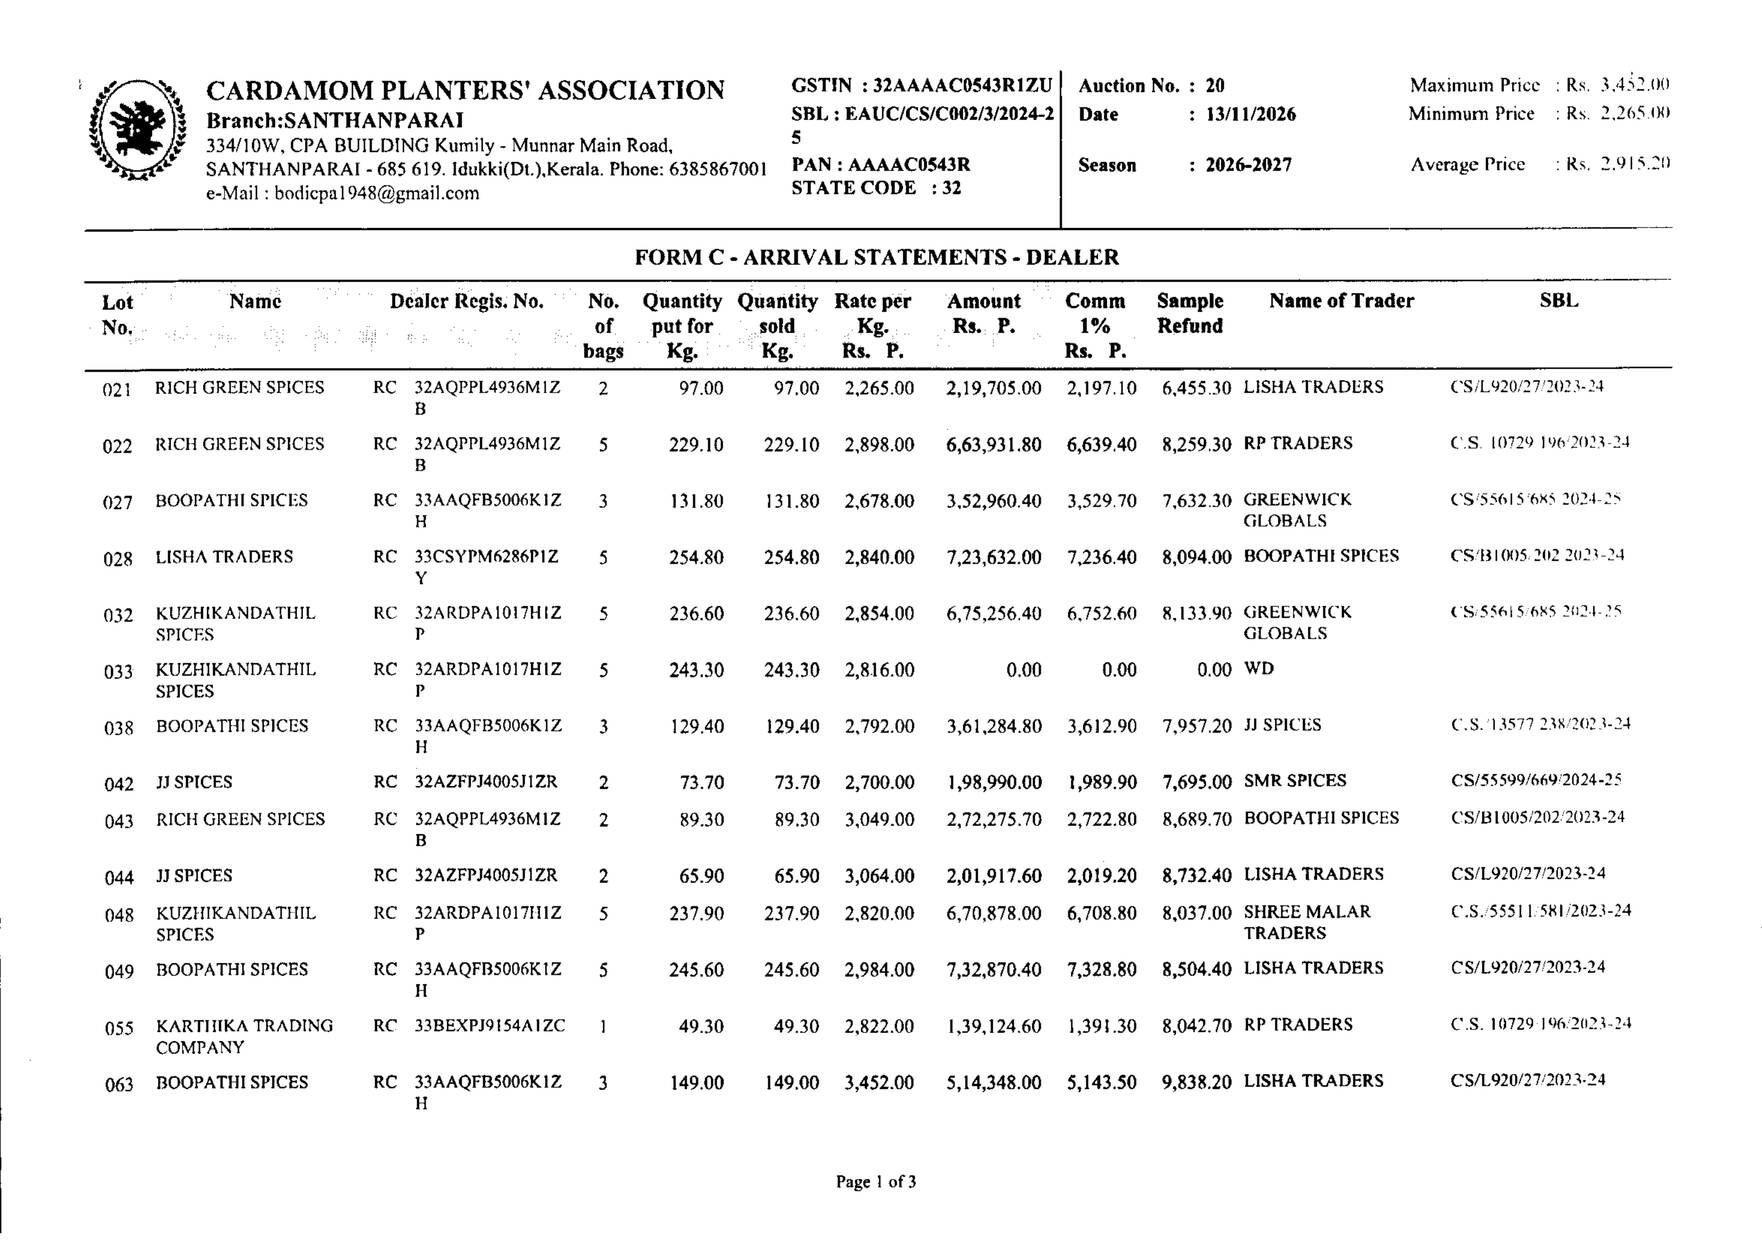 CARDAMOM PLANTERS' ASSOCIATION
Branch:SANTHANPARAI
334/10W, CPA BUILDING Kumily - Munnar Main Road,
SANTHANPARAI - 685 619. Idukki(Dt.),Kerala. Phone: 6385867001
e-Mail : bodicpa1948@gmail.com
GSTIN : 32AAAAC0543R1ZU
SBL : EAUC/CS/C002/3/2024-2
5
PAN : AAAAC0543R
STATE CODE : 32
Auction No. : 20
Date : 13/11/2026
Season : 2026-2027
Maximum Price : Rs. 3,452.00
Minimum Price : Rs. 2,265.00
Average Price : Rs. 2,915.20
FORM C - ARRIVAL STATEMENTS - DEALER
Lot Name Dealer Regis. No. No. Quantity Quantity Rate per Amount Comm Sample Name of Trader SBL
No. of put for sold Kg. Rs. P. 1% Refund
bags Kg. Kg. Rs. P. Rs. P.
021 RICH GREEN SPICES RC 32AQPPL4936M1Z 2 97.00 97.00 2,265.00 2,19,705.00 2,197.10 6,455.30 LISHA TRADERS CS/L920/27/2023-24
B
022 RICH GREEN SPICES RC 32AQPPL4936M1Z 5 229.10 229.10 2,898.00 6,63,931.80 6,639.40 8,259.30 RP TRADERS C.S. 10729 196/2023-24
B
027 BOOPATHI SPICES RC 33AAQFB5006K1Z 3 131.80 131.80 2,678.00 3,52,960.40 3,529.70 7,632.30 GREENWICK CS/55615/685 2024-25
H GLOBALS
028 LISHA TRADERS RC 33CSYPM6286P1Z 5 254.80 254.80 2,840.00 7,23,632.00 7,236.40 8,094.00 BOOPATHI SPICES CS/B1005/202 2023-24
Y
032 KUZHIKANDATHIL RC 32ARDPA1017H1Z 5 236.60 236.60 2,854.00 6,75,256.40 6,752.60 8,133.90 GREENWICK CS/55615/685 2024-25
SPICES P GLOBALS
033 KUZHIKANDATHIL RC 32ARDPA1017H1Z 5 243.30 243.30 2,816.00 0.00 0.00 0.00 WD
SPICES P
038 BOOPATHI SPICES RC 33AAQFB5006K1Z 3 129.40 129.40 2,792.00 3,61,284.80 3,612.90 7,957.20 JJ SPICES C.S./13577 238/2023-24
H
042 JJ SPICES RC 32AZFPJ4005J1ZR 2 73.70 73.70 2,700.00 1,98,990.00 1,989.90 7,695.00 SMR SPICES CS/55599/669/2024-25
043 RICH GREEN SPICES RC 32AQPPL4936M1Z 2 89.30 89.30 3,049.00 2,72,275.70 2,722.80 8,689.70 BOOPATHI SPICES CS/B1005/202/2023-24
B
044 JJ SPICES RC 32AZFPJ4005J1ZR 2 65.90 65.90 3,064.00 2,01,917.60 2,019.20 8,732.40 LISHA TRADERS CS/L920/27/2023-24
048 KUZHIKANDATHIL RC 32ARDPA1017H1Z 5 237.90 237.90 2,820.00 6,70,878.00 6,708.80 8,037.00 SHREE MALAR C.S./55511/581/2023-24
SPICES P TRADERS
049 BOOPATHI SPICES RC 33AAQFB5006K1Z 5 245.60 245.60 2,984.00 7,32,870.40 7,328.80 8,504.40 LISHA TRADERS CS/L920/27/2023-24
H
055 KARTHIKA TRADING RC 33BEXPJ9154A1ZC 1 49.30 49.30 2,822.00 1,39,124.60 1,391.30 8,042.70 RP TRADERS C.S. 10729 196/2023-24
COMPANY
063 BOOPATHI SPICES RC 33AAQFB5006K1Z 3 149.00 149.00 3,452.00 5,14,348.00 5,143.50 9,838.20 LISHA TRADERS CS/L920/27/2023-24
H
Page 1 of 3